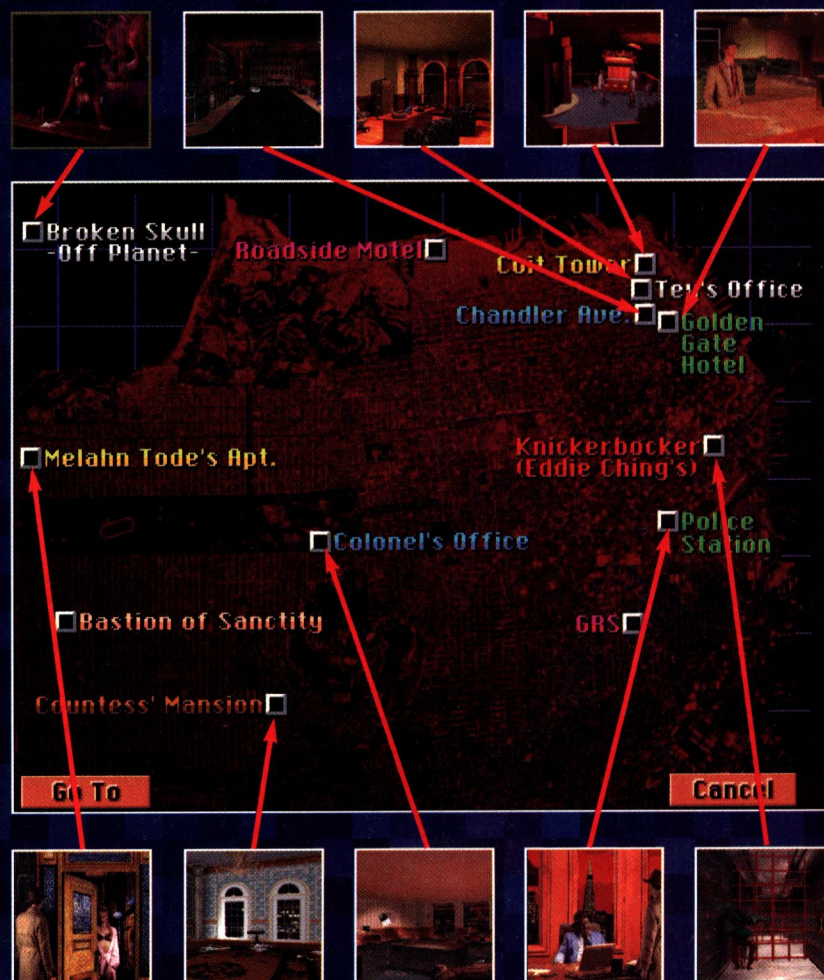 Broken Skull
-Off Planet-
Roadside Motel
Coit Tower
Tex's Office
Chandler Ave.
Golden
Gate
Hotel
Melahn Tode's Apt.
Knickerbocker
(Eddie Ching's)
Colonel's Office
Police
Station
Bastion of Sanctity
GRS
Countess' Mansion
Go To
Cancel